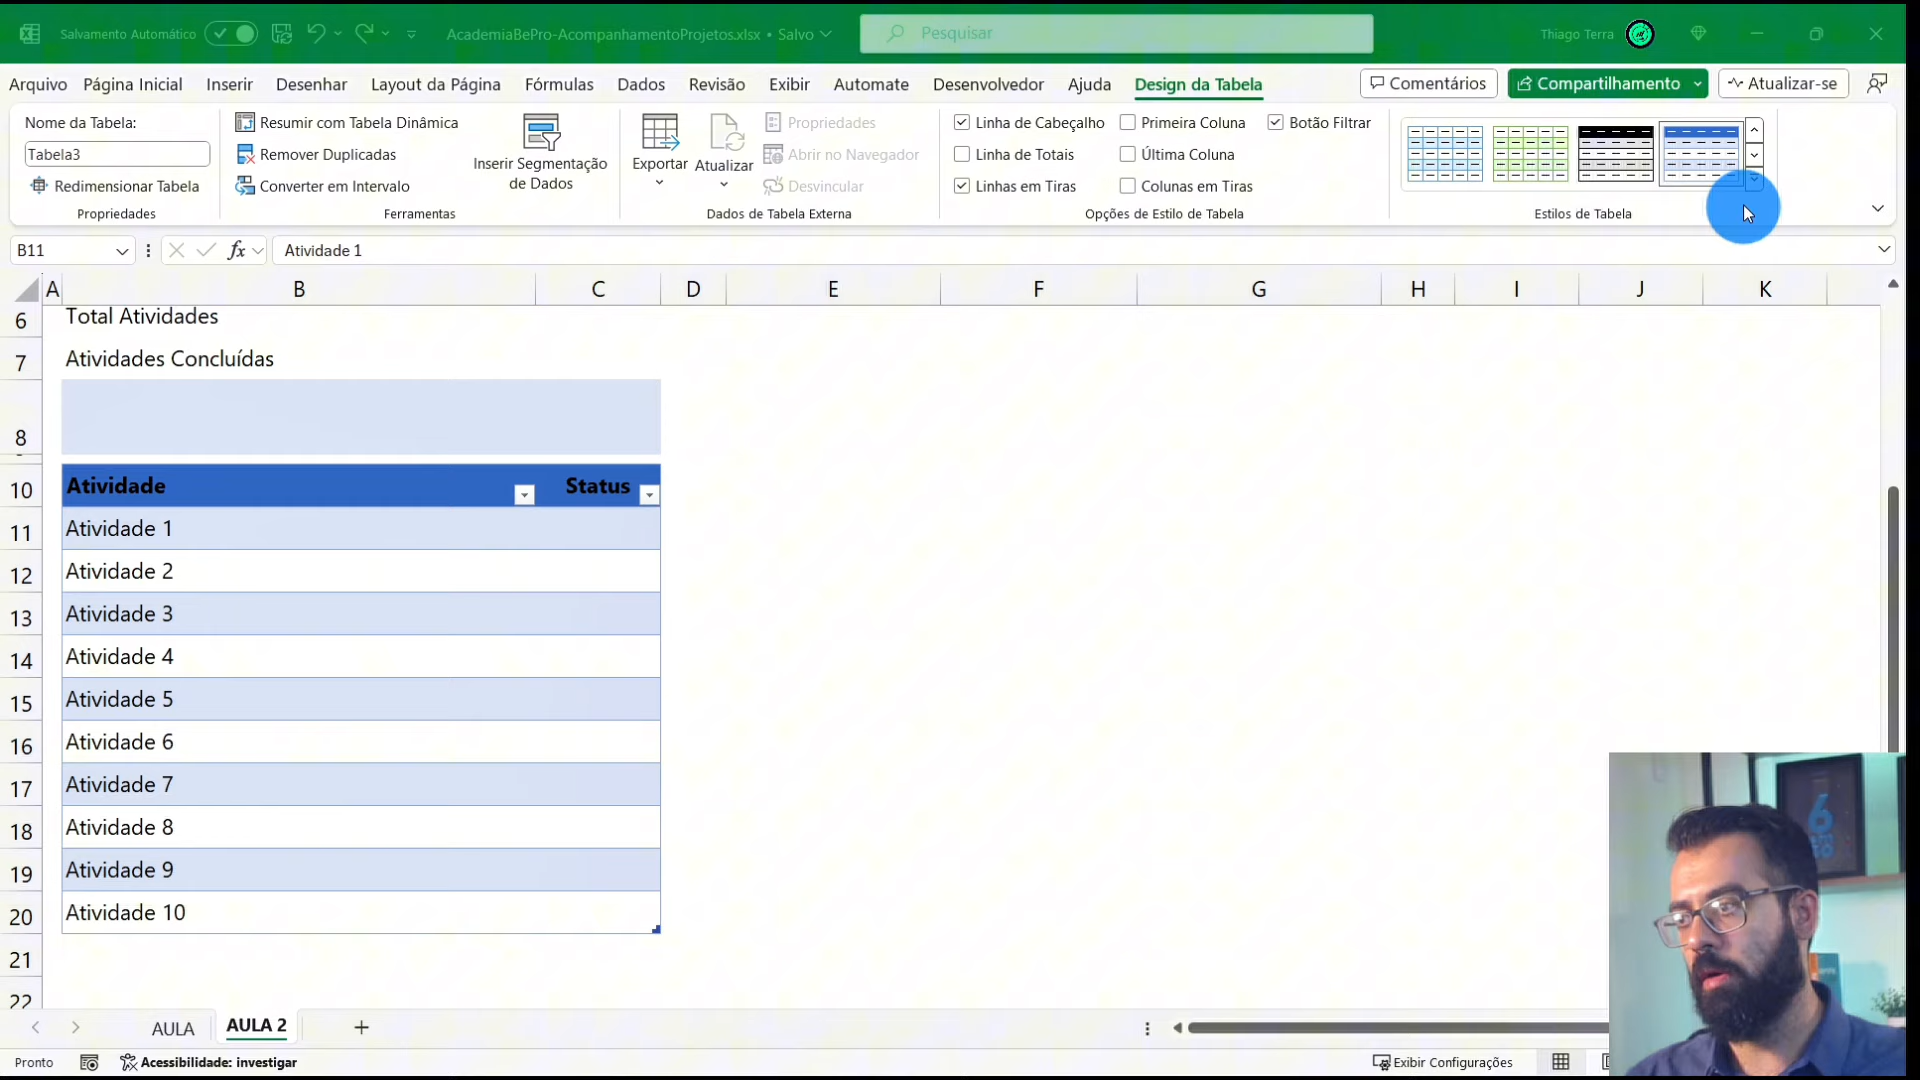 Salvamento Automático
AcademiaBePro-AcompanhamentoProjetos.xlsx • Salvo
Pesquisar
Thiago Terra
Arquivo Página Inicial Inserir Desenhar Layout da Página Fórmulas Dados Revisão Exibir Automate Desenvolvedor Ajuda Design da Tabela
Comentários Compartilhamento Atualizar-se
Nome da Tabela:
Tabela3
Redimensionar Tabela
Propriedades
Resumir com Tabela Dinâmica
Remover Duplicadas
Converter em Intervalo
Inserir Segmentação
de Dados
Ferramentas
Exportar
Atualizar
Propriedades
Abrir no Navegador
Desvincular
Dados de Tabela Externa
Linha de Cabeçalho
Linha de Totais
Linhas em Tiras
Primeira Coluna
Última Coluna
Colunas em Tiras
Botão Filtrar
Opções de Estilo de Tabela
Estilos de Tabela
B11
fx
Atividade 1
A B C D E F G H I J K
6 Total Atividades
7 Atividades Concluídas
8
10 Atividade Status
11 Atividade 1
12 Atividade 2
13 Atividade 3
14 Atividade 4
15 Atividade 5
16 Atividade 6
17 Atividade 7
18 Atividade 8
19 Atividade 9
20 Atividade 10
21
22
6
AULA AULA 2
Pronto
Acessibilidade: investigar
Exibir Configurações